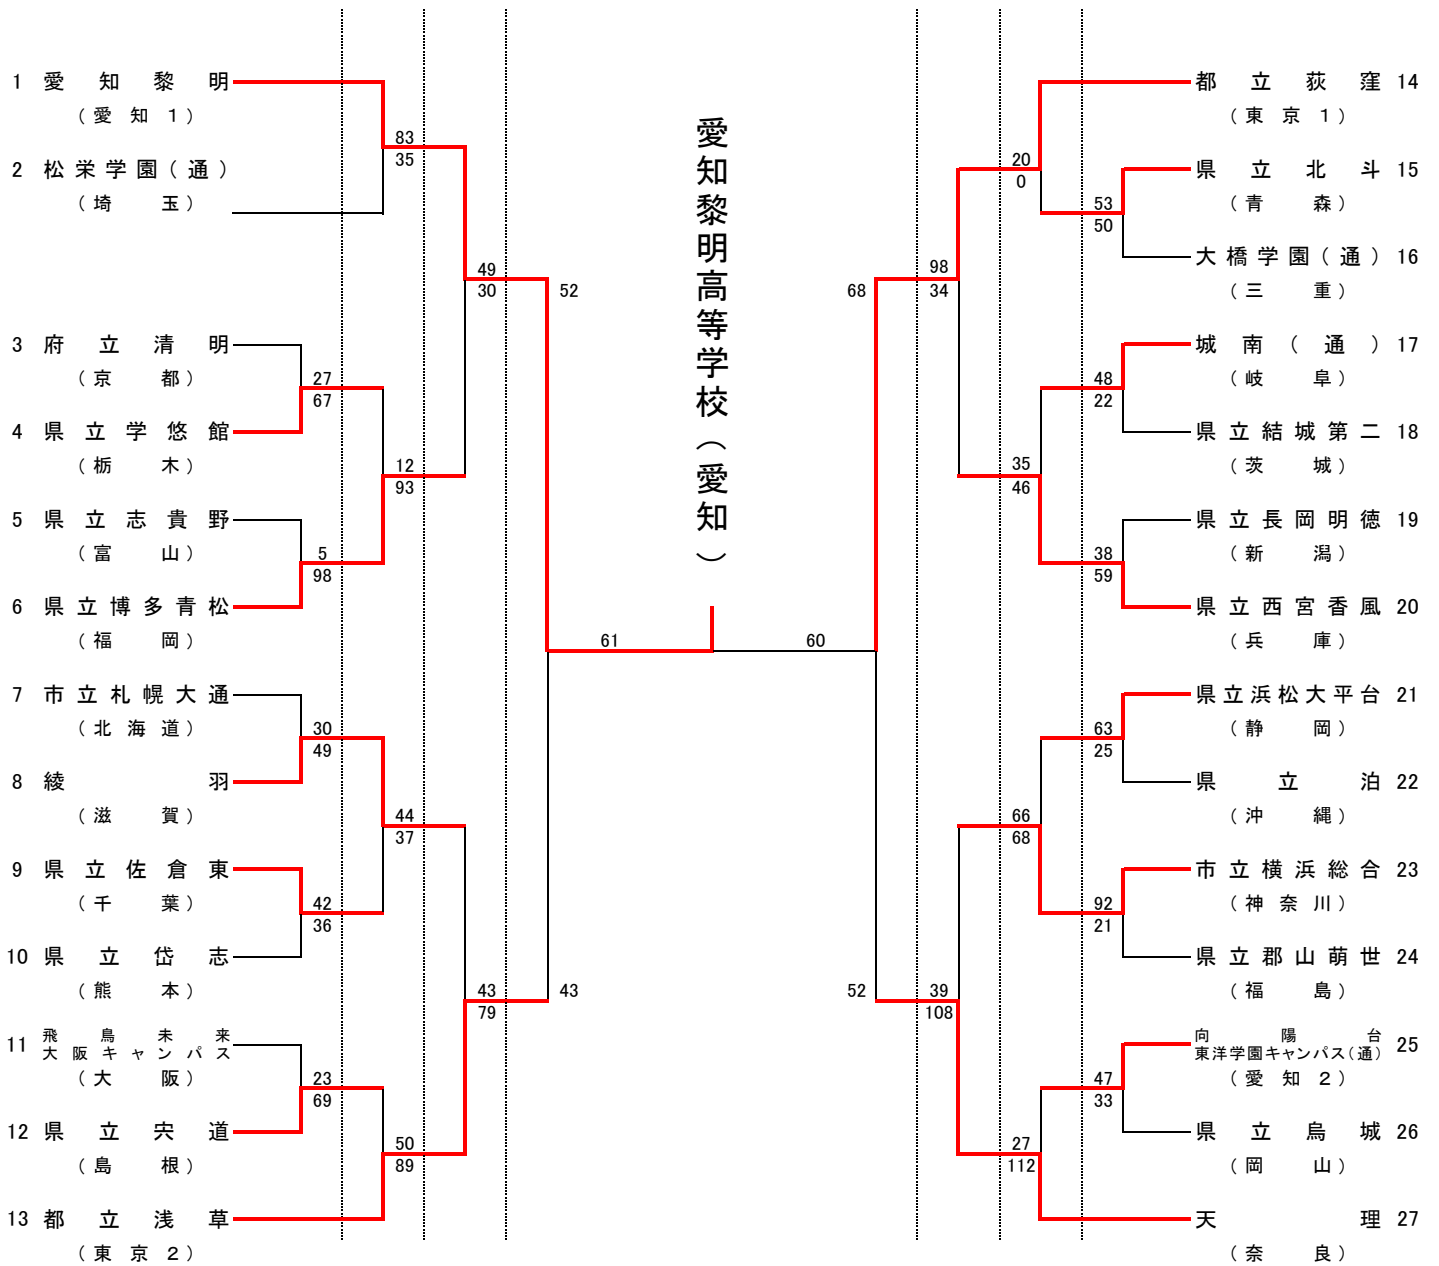 1 愛知黎明
(愛知1)
2 松栄学園(通)
(埼玉)
3 府立清明
(京都)
4 県立学悠館
(栃木)
5 県立志貴野
(富山)
6 県立博多青松
(福岡)
7 市立札幌大通
(北海道)
8 綾羽
(滋賀)
9 県立佐倉東
(千葉)
10 県立岱志
(熊本)
11 飛鳥未来
大阪キャンパス
(大阪)
12 県立宍道
(島根)
13 都立浅草
(東京2)
83
35
27
67
5
98
12
93
49
30
30
49
42
36
44
37
23
69
50
89
43
79
52
43
61
愛知黎明高等学校(愛知)
60
68
52
98
34
20
0
53
50
48
22
35
46
38
59
63
25
66
68
92
21
39
108
47
33
27
112
都立荻窪 14
(東京1)
県立北斗 15
(青森)
大橋学園(通) 16
(三重)
城南(通) 17
(岐阜)
県立結城第二 18
(茨城)
県立長岡明徳 19
(新潟)
県立西宮香風 20
(兵庫)
県立浜松大平台 21
(静岡)
県立泊 22
(沖縄)
市立横浜総合 23
(神奈川)
県立郡山萌世 24
(福島)
向陽台
東洋学園キャンパス(通) 25
(愛知2)
県立烏城 26
(岡山)
天理 27
(奈良)